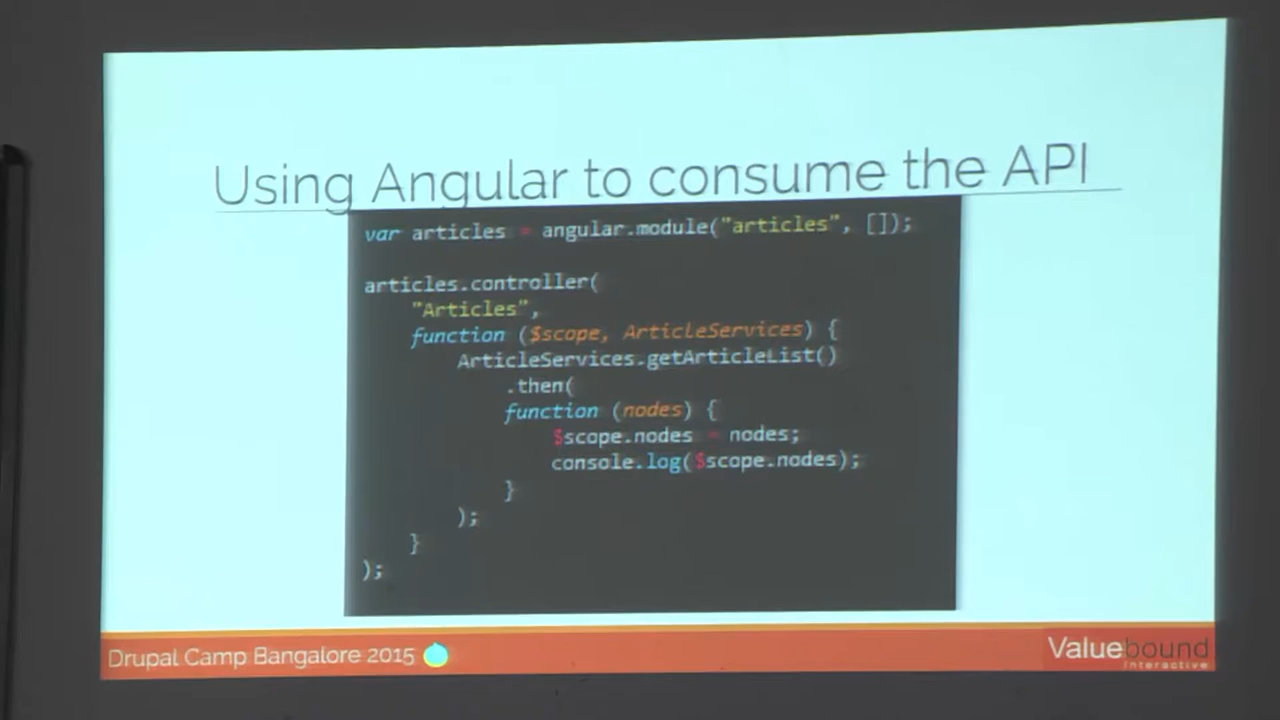 Using Angular to consume the API
var articles = angular.module("articles", []);
articles.controller(
"Articles",
function ($scope, ArticleServices) {
ArticleServices.getArticleList()
.then(
function (nodes) {
$scope.nodes = nodes;
console.log($scope.nodes);
}
);
}
);
Drupal Camp Bangalore 2015
Valuebound
Interactive